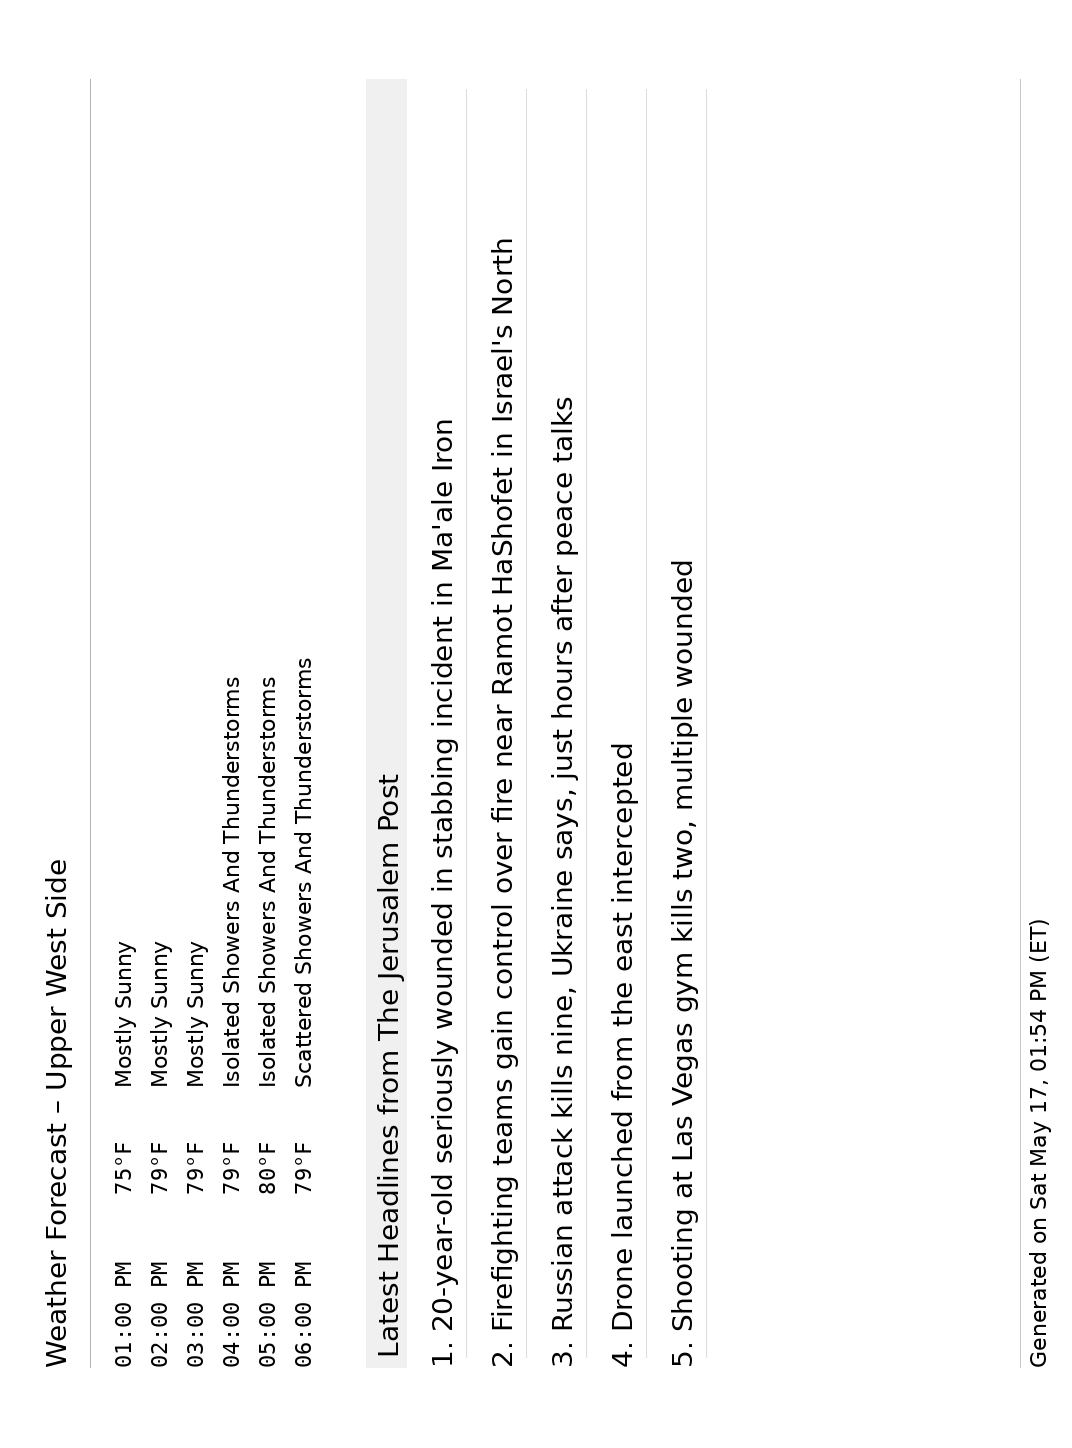 Weather Forecast – Upper West Side
01:00 PM 75°F Mostly Sunny
02:00 PM 79°F Mostly Sunny
03:00 PM 79°F Mostly Sunny
04:00 PM 79°F Isolated Showers And Thunderstorms
05:00 PM 80°F Isolated Showers And Thunderstorms
06:00 PM 79°F Scattered Showers And Thunderstorms
Latest Headlines from The Jerusalem Post
1. 20-year-old seriously wounded in stabbing incident in Ma'ale Iron
2. Firefighting teams gain control over fire near Ramot HaShofet in Israel's North
3. Russian attack kills nine, Ukraine says, just hours after peace talks
4. Drone launched from the east intercepted
5. Shooting at Las Vegas gym kills two, multiple wounded
Generated on Sat May 17, 01:54 PM (ET)